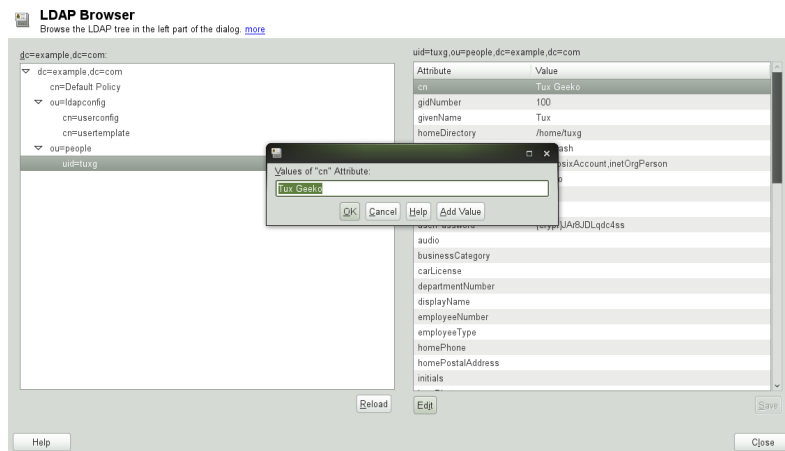 LDAP Browser
Browse the LDAP tree in the left part of the dialog. more
dc=example,dc=com:
dc=example,dc=com
cn=Default Policy
ou=ldapconfig
cn=userconfig
cn=usertemplate
ou=people
uid=tuxg
Reload
uid=tuxg,ou=people,dc=example,dc=com
Attribute Value
cn Tux Geeko
gidNumber 100
givenName Tux
homeDirectory /home/tuxg
ash
osixAccount,inetOrgPerson
o
userPassword {crypt}JAr8JDLqdc4ss
audio
businessCategory
carLicense
departmentNumber
displayName
employeeNumber
employeeType
homePhone
homePostalAddress
initials
Edit
Save
Values of "cn" Attribute:
Tux Geeko
OK Cancel Help Add Value
Help
Close